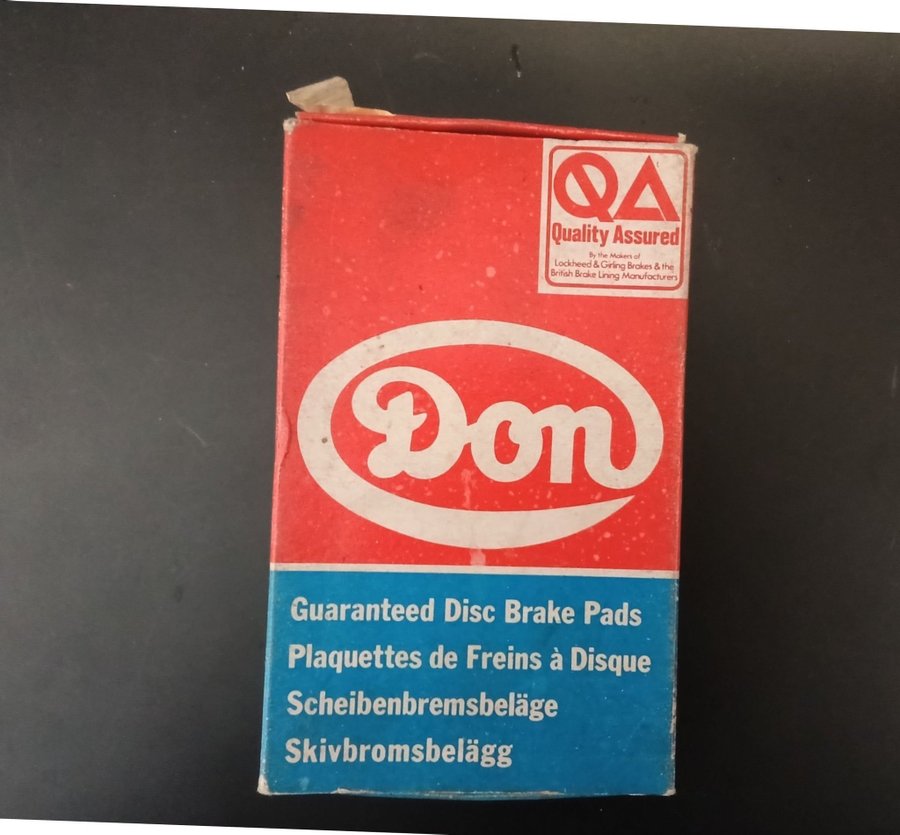 QA
Quality Assured
By the Makers of
Lockheed & Girling Brakes & the
British Brake Lining Manufacturers
Don
Guaranteed Disc Brake Pads
Plaquettes de Freins à Disque
Scheibenbremsbeläge
Skivbromsbelägg